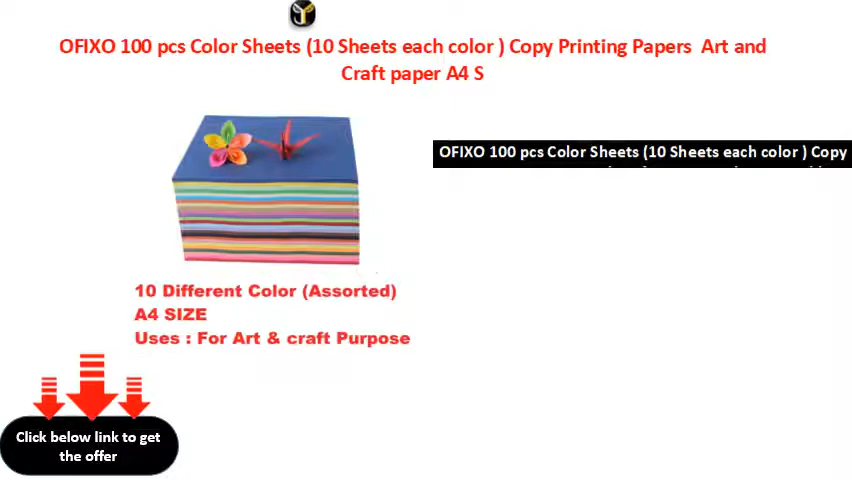 OFIXO 100 pcs Color Sheets (10 Sheets each color ) Copy Printing Papers Art and
Craft paper A4 S
OFIXO 100 pcs Color Sheets (10 Sheets each color ) Copy
10 Different Color (Assorted)
A4 SIZE
Uses : For Art & craft Purpose
Click below link to get
the offer